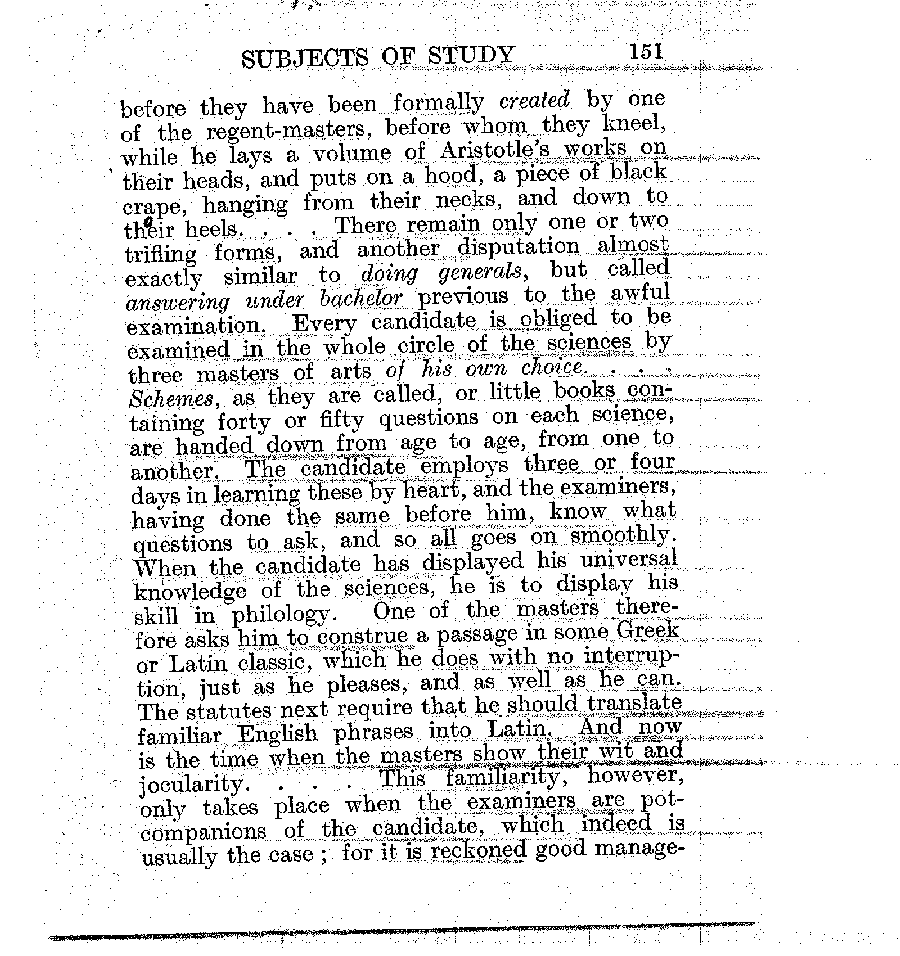 SUBJECTS OF STUDY 151
before they have been formally created by one
of the regent-masters, before whom they kneel,
while he lays a volume of Aristotle's works on
their heads, and puts on a hood, a piece of black
crape, hanging from their necks, and down to
their heels. . . . There remain only one or two
trifling forms, and another disputation almost
exactly similar to doing generals, but called
answering under bachelor previous to the awful
examination. Every candidate is obliged to be
examined in the whole circle of the sciences by
three masters of arts of his own choice. . . .
Schemes, as they are called, or little books con-
taining forty or fifty questions on each science,
are handed down from age to age, from one to
another. The candidate employs three or four
days in learning these by heart, and the examiners,
having done the same before him, know what
questions to ask, and so all goes on smoothly.
When the candidate has displayed his universal
knowledge of the sciences, he is to display his
skill in philology. One of the masters there-
fore asks him to construe a passage in some Greek
or Latin classic, which he does with no interrup-
tion, just as he pleases, and as well as he can.
The statutes next require that he should translate
familiar English phrases into Latin. And now
is the time when the masters show their wit and
jocularity. . . . This familiarity, however,
only takes place when the examiners are pot-
companions of the candidate, which indeed is
usually the case ; for it is reckoned good manage-